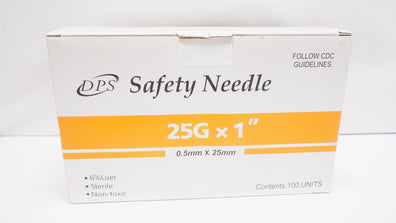 FOLLOW CDC
GUIDELINES
DPS® Safety Needle
25G x 1"
0.5mm X 25mm
• 6%Luer
• Sterile
• Non-toxic
Contents:100 UNITS